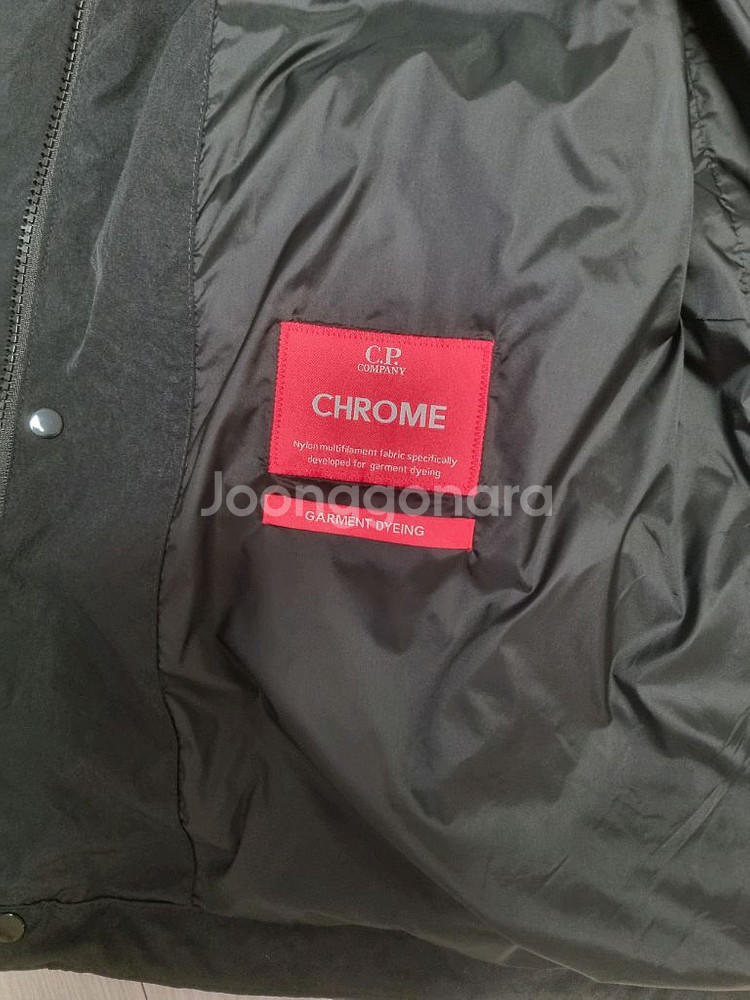 C.P.
COMPANY
CHROME
Nylon multifilament fabric specifically
developed for garment dyeing
Joonggonara
GARMENT DYEING